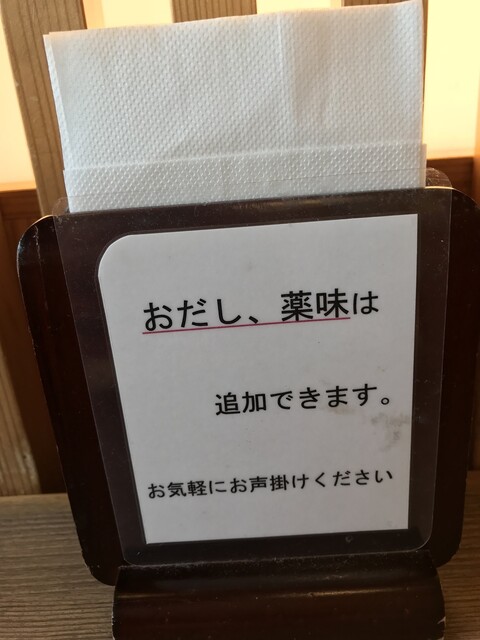 おだし、薬味は
追加できます。
お気軽にお声掛けください